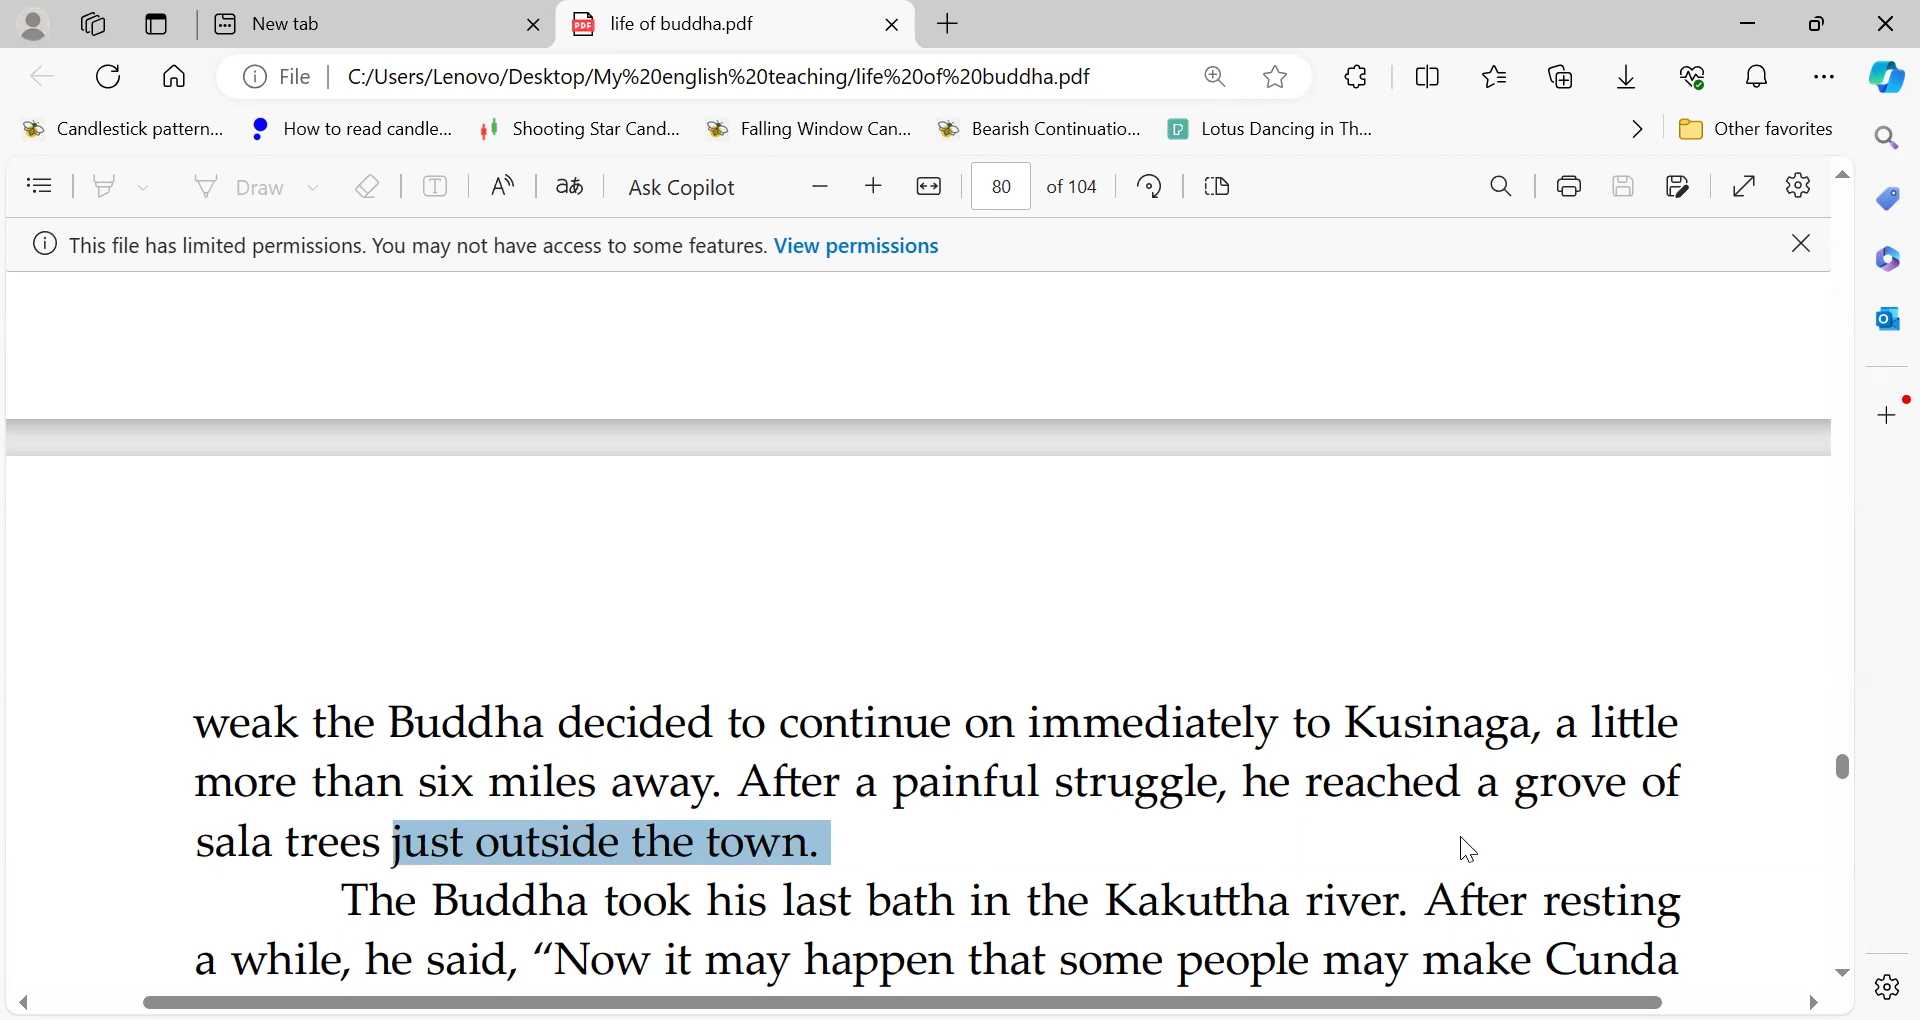 New tab
life of buddha.pdf
File
C:/Users/Lenovo/Desktop/My%20english%20teaching/life%20of%20buddha.pdf
Candlestick pattern...
How to read candle...
Shooting Star Cand...
Falling Window Can...
Bearish Continuatio...
Lotus Dancing in Th...
Other favorites
Draw
Ask Copilot
80 of 104
This file has limited permissions. You may not have access to some features. View permissions
weak the Buddha decided to continue on immediately to Kusinaga, a little
more than six miles away. After a painful struggle, he reached a grove of
sala trees just outside the town.
The Buddha took his last bath in the Kakuttha river. After resting
a while, he said, “Now it may happen that some people may make Cunda